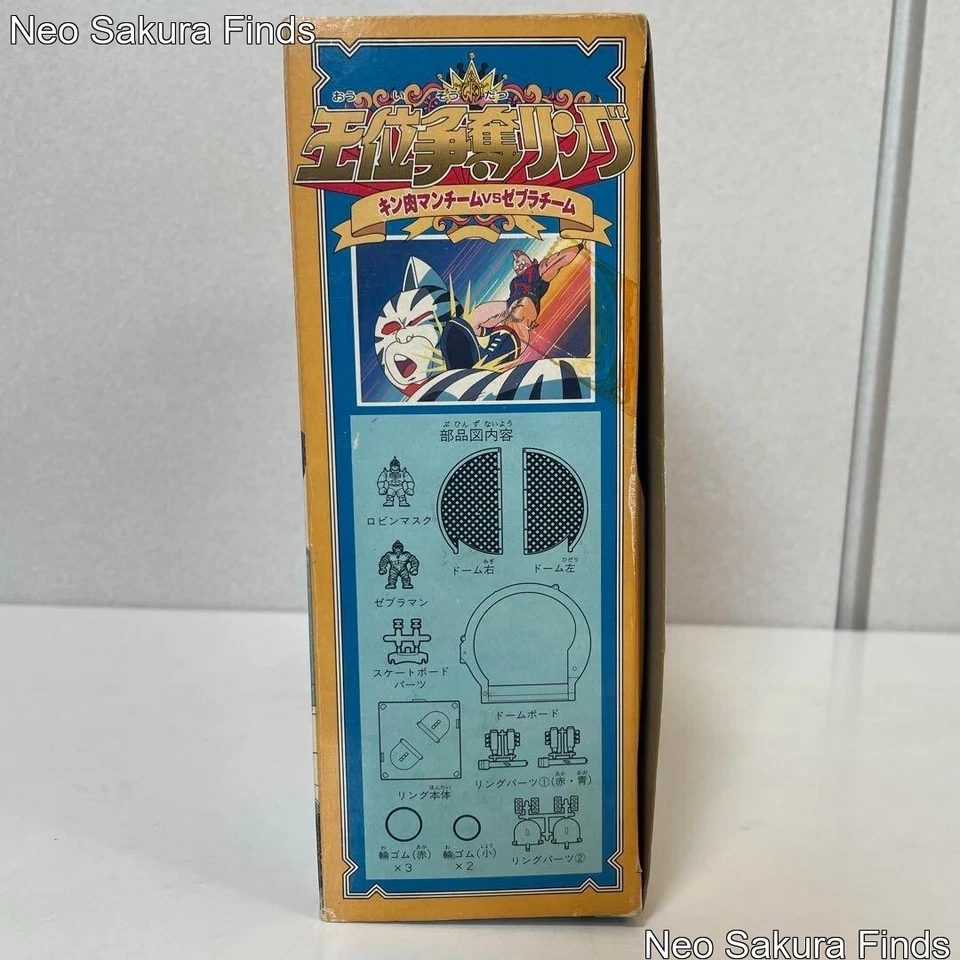 Neo Sakura Finds
おう い そう だつ
王位争奪リング
キン肉マンチームVSゼブラチーム
ぶ ひん ず ないよう
部品図内容
ロビンマスク
みぎ
ドーム右
ひだり
ドーム左
ゼブラマン
スケートボード
パーツ
ドームボード
ほんたい
リング本体
あか あお
リングパーツ①(赤・青)
わ あか
輪ゴム(赤)
×3
わ しょう
輪ゴム(小)
×2
リングパーツ②
Neo Sakura Finds